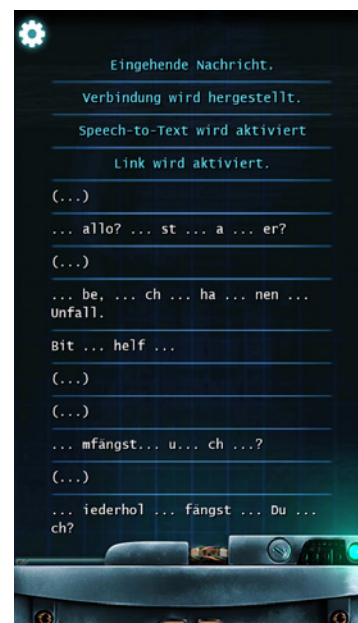 Eingehende Nachricht.
Verbindung wird hergestellt.
Speech-to-Text wird aktiviert
Link wird aktiviert.
(...)
... allo? ... st ... a ... er?
(...)
... be, ... ch ... ha ... nen ...
Unfall.
Bit ... helf ...
(...)
(...)
... mfängst... u... ch ...?
(...)
... iederhol ... fängst ... Du ...
ch?